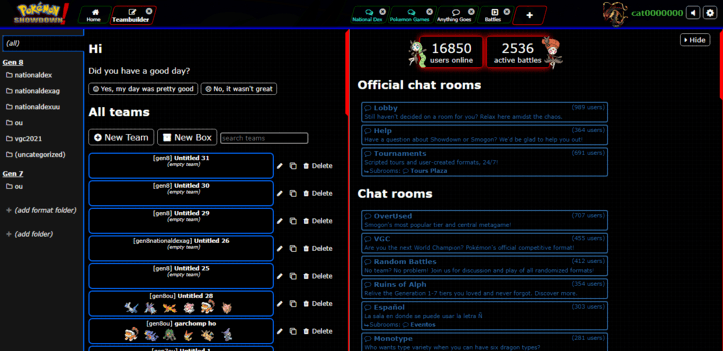 POKÉMON
SHOWDOWN!
Home
Teambuilder
National Dex
Pokemon Games
Anything Goes
Battles
cat0000000
(all)
Gen 8
nationaldex
nationaldexag
nationaldexuu
ou
vgc2021
(uncategorized)
Gen 7
ou
(add format folder)
(add folder)
Hi
Did you have a good day?
Yes, my day was pretty good
No, it wasn't great
All teams
New Team
New Box
search teams
[gen8] Untitled 31
(empty team)
Delete
[gen8] Untitled 30
(empty team)
Delete
[gen8] Untitled 29
(empty team)
Delete
[gen8nationaldexag] Untitled 26
(empty team)
Delete
[gen8] Untitled 25
(empty team)
Delete
[gen8ou] Untitled 28
Delete
[gen8ou] garchomp ho
Delete
16850
users online
2536
active battles
Hide
Official chat rooms
Lobby
(989 users)
Still haven't decided on a room for you? Relax here amidst the chaos.
Help
(364 users)
Have a question about Showdown or Smogon? We'd be glad to help you out!
Tournaments
(691 users)
Scripted tours and user-created formats, 24/7!
Subrooms: Tours Plaza
Chat rooms
OverUsed
(707 users)
Smogon's most popular tier and central metagame!
VGC
(455 users)
Are you the next World Champion? Pokémon's official competitive format!
Random Battles
(412 users)
No team? No problem! Join us for discussion and play of all randomized formats
Ruins of Alph
(354 users)
Relive the Generation 1-7 tiers you loved and never forgot. Discover more.
Español
(303 users)
La sala en donde se puede usar la letra Ñ
Subrooms: Eventos
Monotype
(291 users)
Who wants type variety when you can have six dragon types?